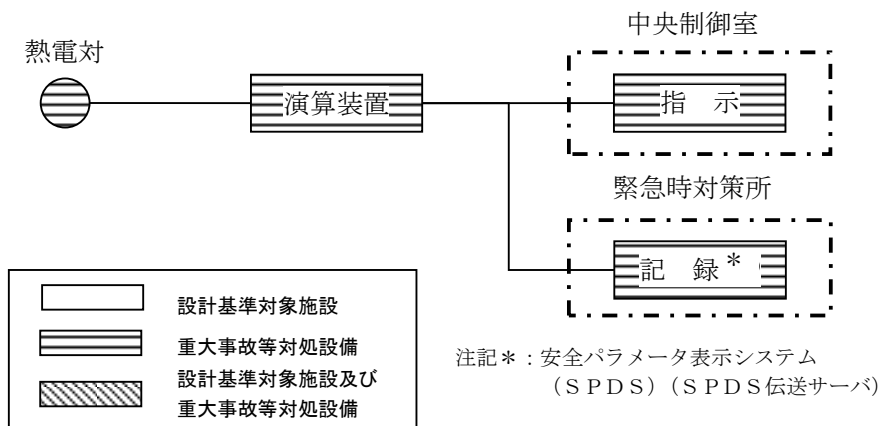 中央制御室
熱電対
演算装置
指 示
緊急時対策所
記 録*
設計基準対象施設
重大事故等対処設備
設計基準対象施設及び
重大事故等対処設備
注記*:安全パラメータ表示システム
(SPDS)(SPDS伝送サーバ)